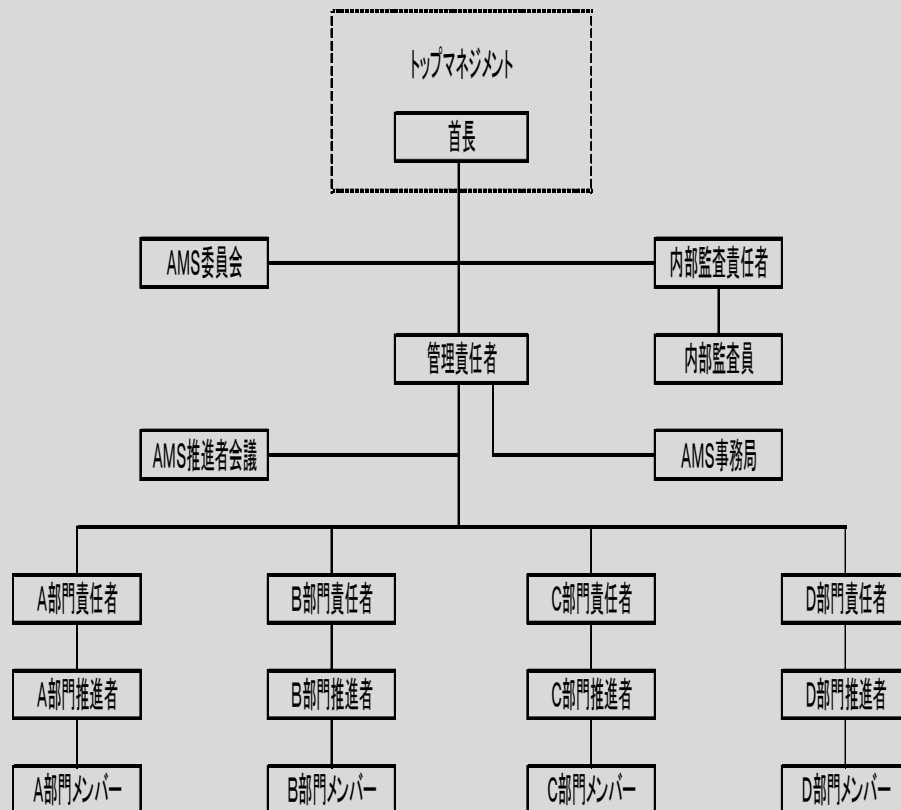 トップマネジメント
首長
AMS委員会
内部監査責任者
管理責任者
内部監査員
AMS推進者会議
AMS事務局
A部門責任者
B部門責任者
C部門責任者
D部門責任者
A部門推進者
B部門推進者
C部門推進者
D部門推進者
A部門メンバー
B部門メンバー
C部門メンバー
D部門メンバー